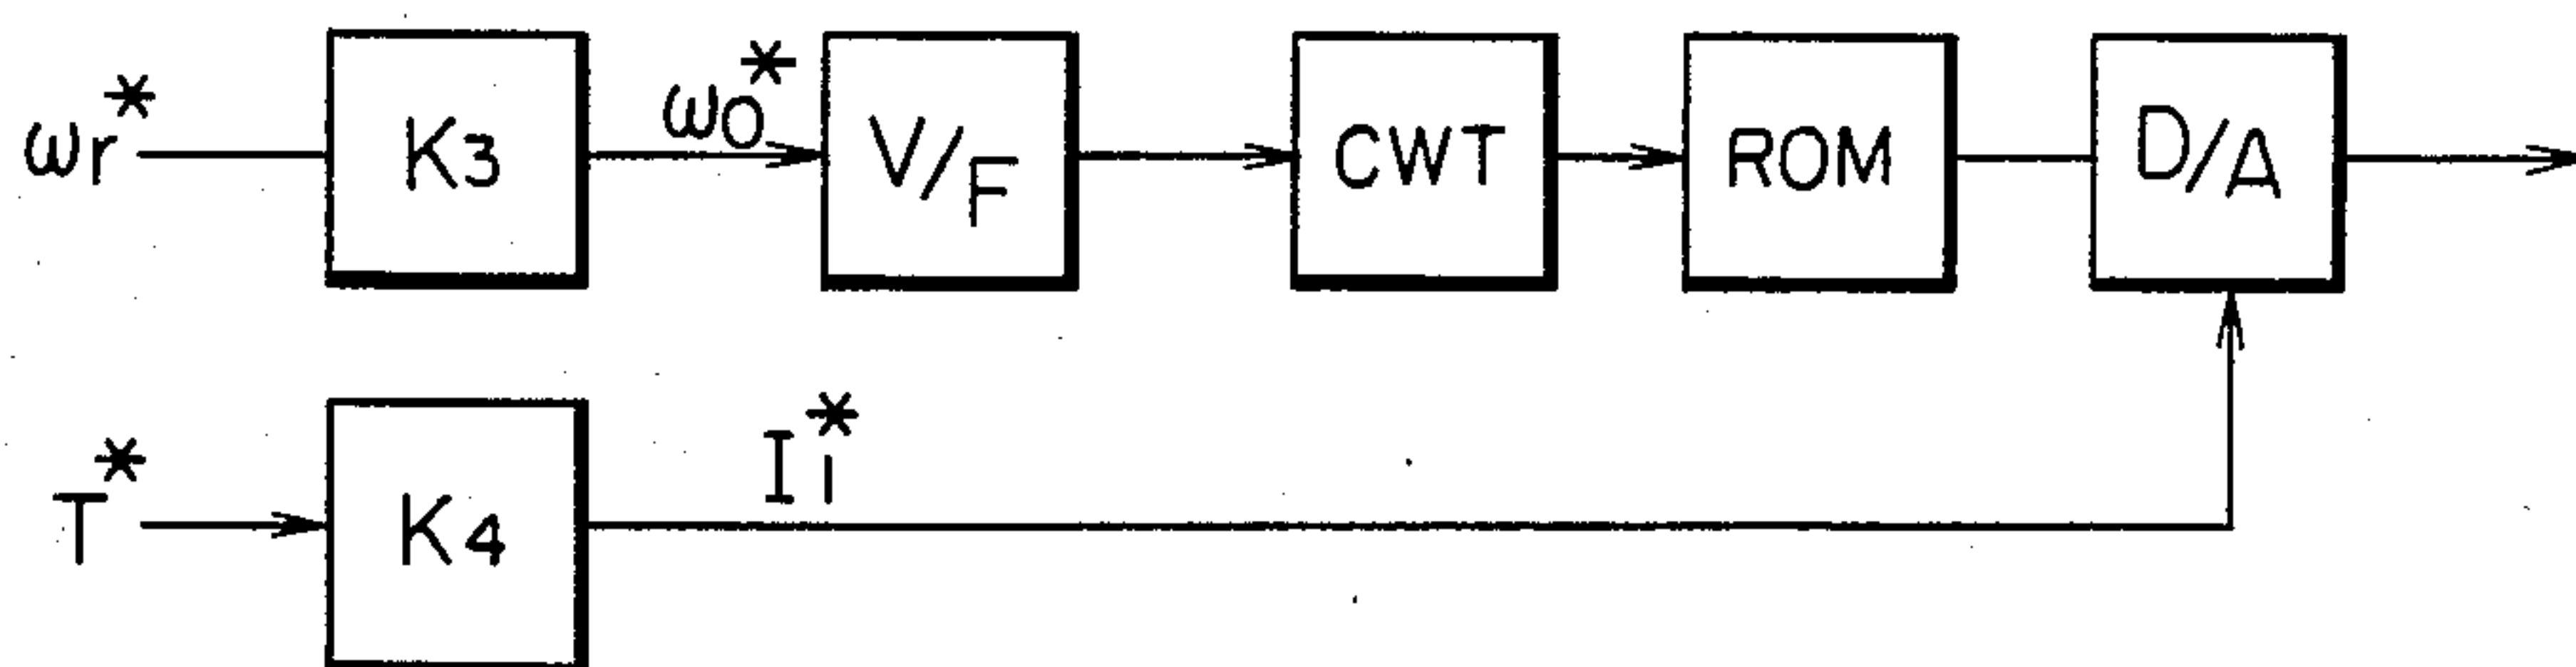 ωr*
K3
ω0*
V/F
CWT
ROM
D/A
T*
K4
I1*